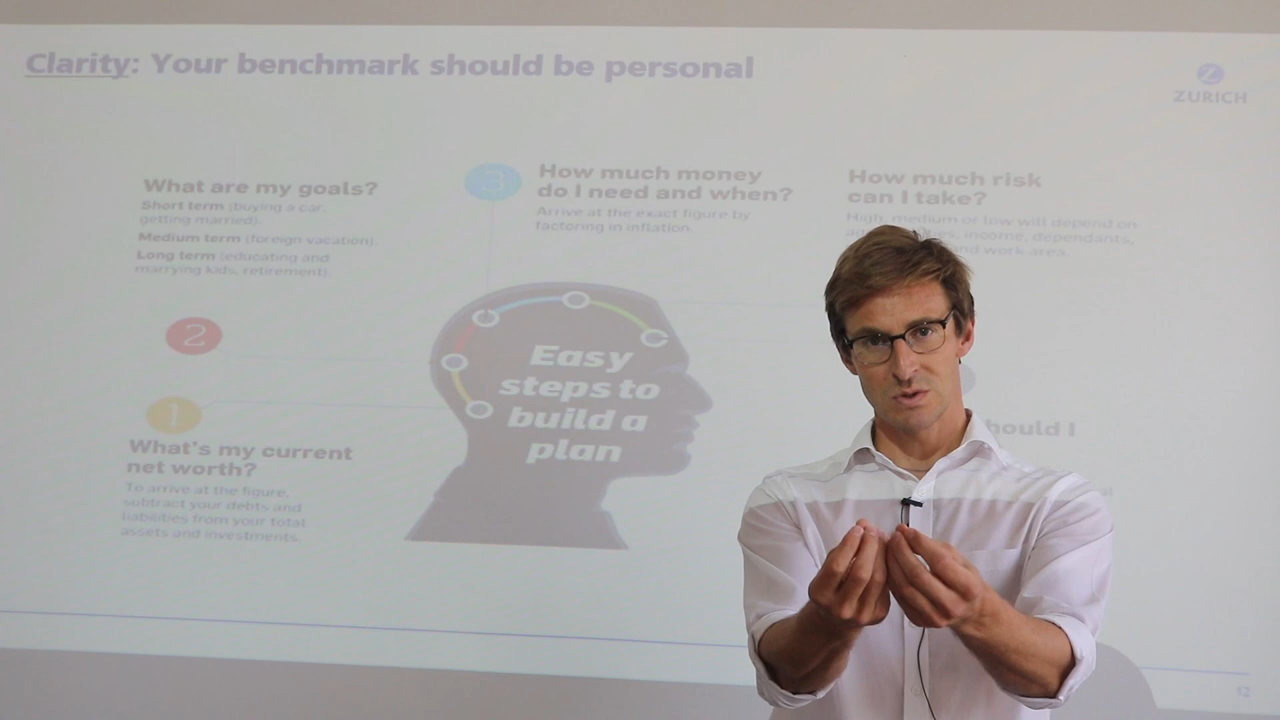 Clarity: Your benchmark should be personal
ZURICH
What are my goals?
Short term (buying a car,
getting married).
Medium term (foreign vacation).
Long term (educating and
marrying kids, retirement)
3
How much money
do I need and when?
Arrive at the exact figure by
factoring in inflation.
How much risk
can I take?
High, medium or low will depend on
income, dependants,
and work area.
2
1
Easy
steps to
build a
plan
What's my current
net worth?
To arrive at the figure,
subtract your debts and
liabilities from your total
assets and investments.
should I
12